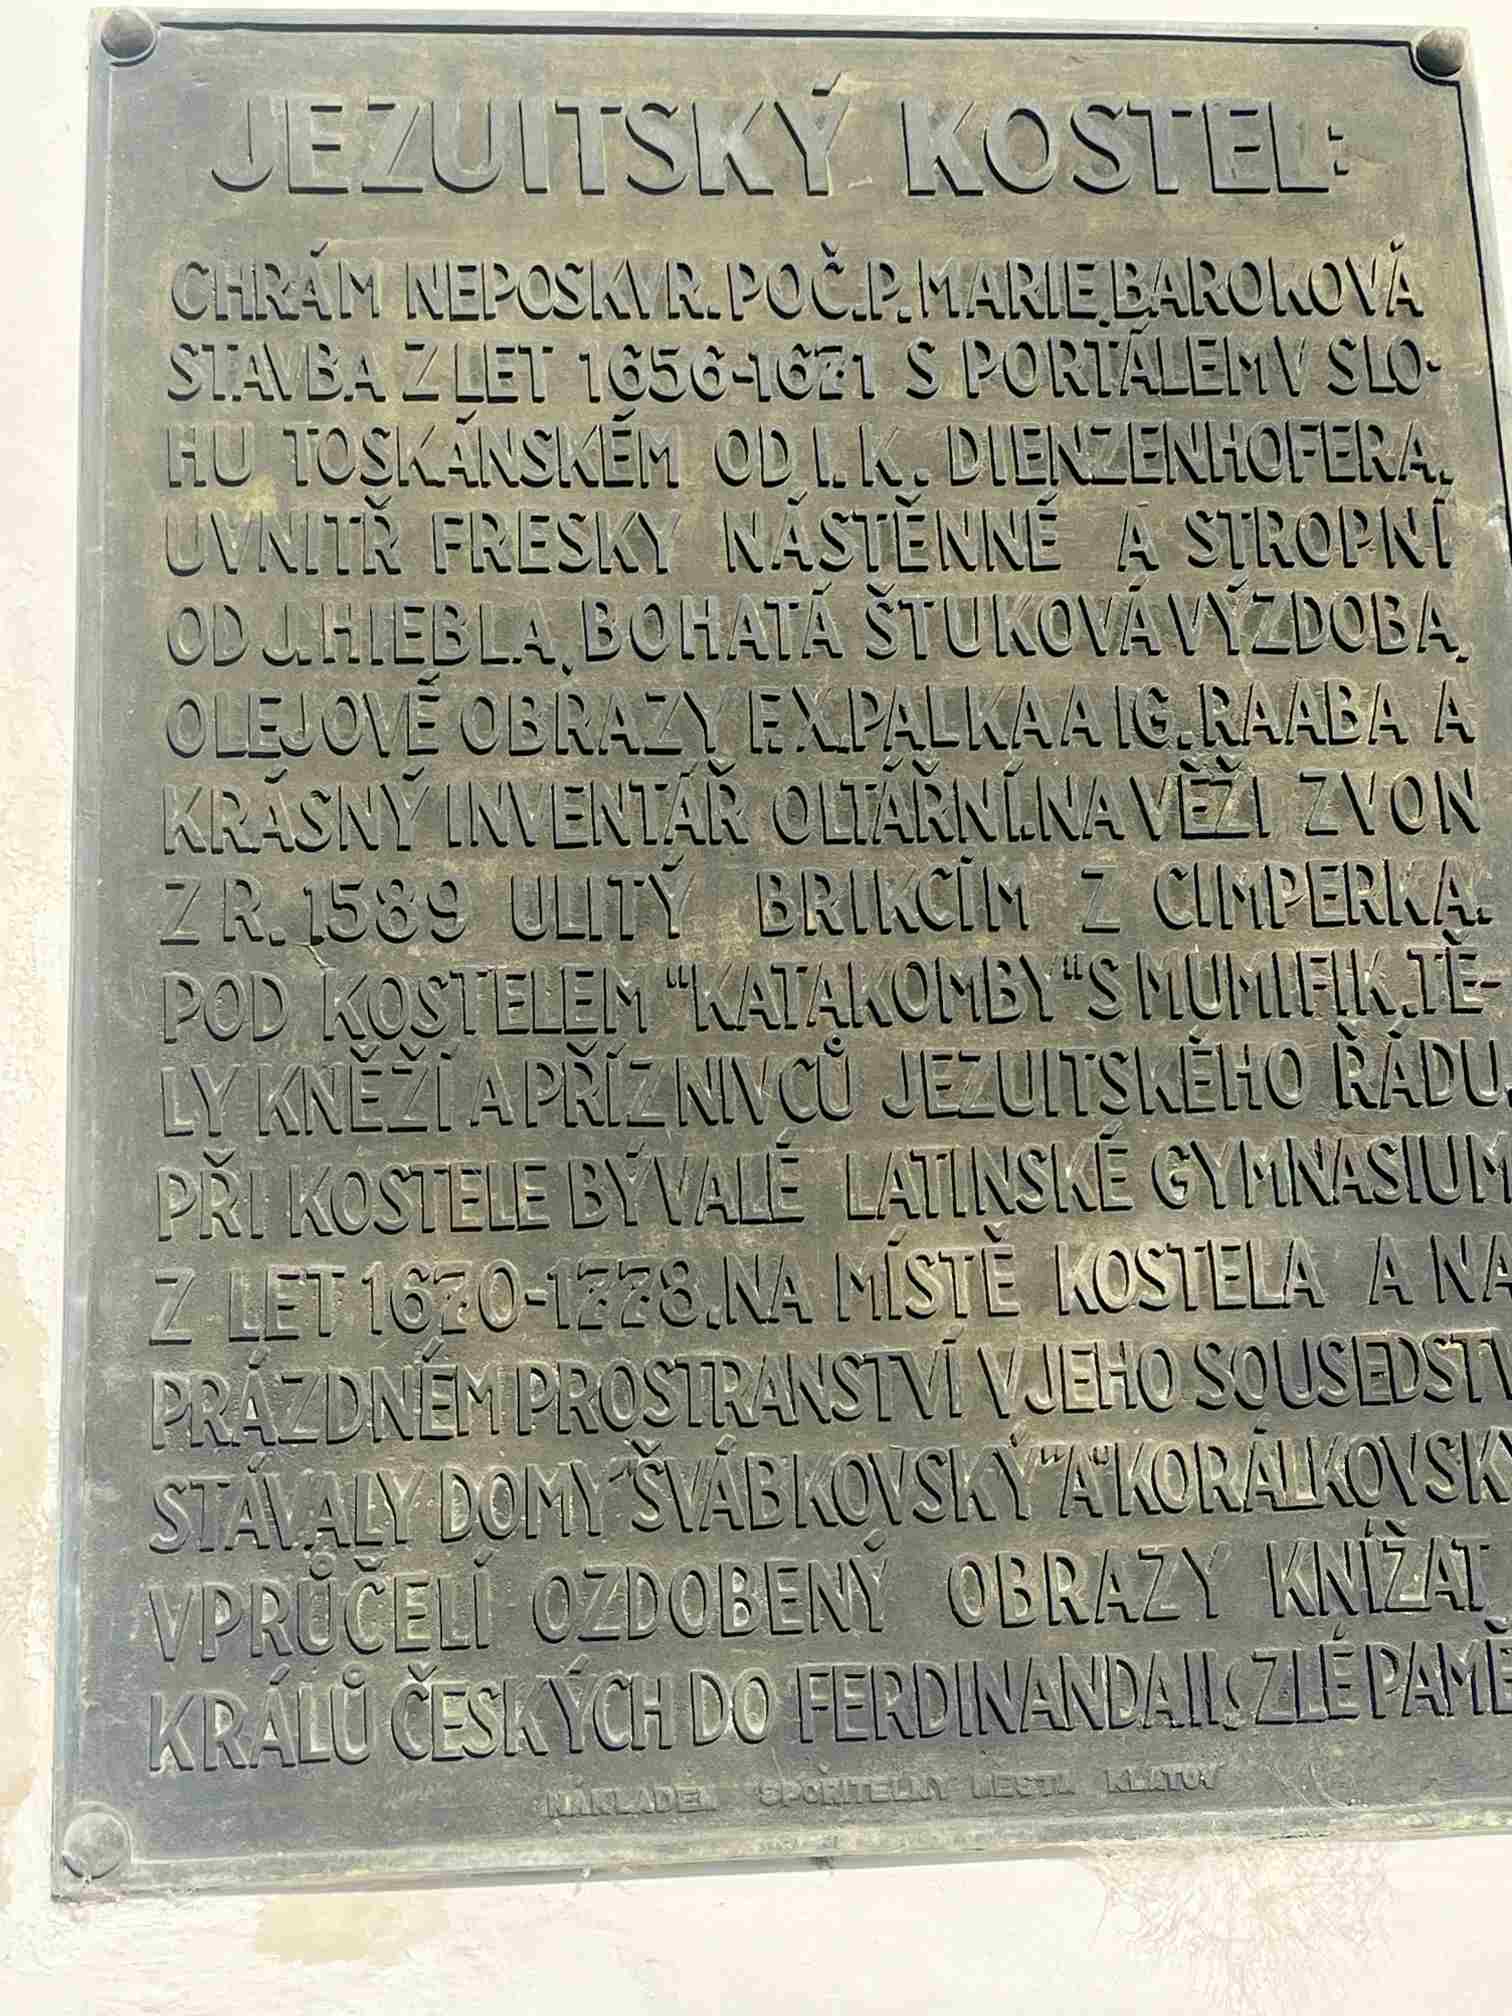 JEZUITSKÝ KOSTEL:
CHRÁM NEPOSKVR. POČ. P. MARIE, BAROKOVÁ
STAVBA Z LET 1656-1671 S PORTÁLEM V SLO-
HU TOSKÁNSKÉM OD I. K. DIENZENHOFERA.
UVNITŘ FRESKY NÁSTĚNNÉ A STROPNÍ
OD J. HIEBLA, BOHATÁ ŠTUKOVÁ VÝZDOBA,
OLEJOVÉ OBRAZY F. X. PALKA A IG. RAABA A
KRÁSNÝ INVENTÁŘ OLTÁŘNÍ. NA VĚŽI ZVON
Z R. 1589 ULITÝ BRIKCÍM Z CIMPERKA.
POD KOSTELEM "KATAKOMBY" S MUMIFIK. TĚ-
LY KNĚŽÍ A PŘÍZNIVCŮ JEZUITSKÉHO ŘÁDU.
PŘI KOSTELE BÝVALÉ LATINSKÉ GYMNASIUM
Z LET 1670-1778. NA MÍSTĚ KOSTELA A NA
PRÁZDNÉM PROSTRANSTVÍ V JEHO SOUSEDSTV
STÁVALY DOMY "ŠVÁBKOVSKÝ" A "KORÁLKOVSKÝ
V PRŮČELÍ OZDOBENÝ OBRAZY KNÍŽAT
KRÁLŮ ČESKÝCH DO FERDINANDA II. ZLÉ PAMĚ
NÁKLADEM SPOŘITELNY MĚSTA KLATOV